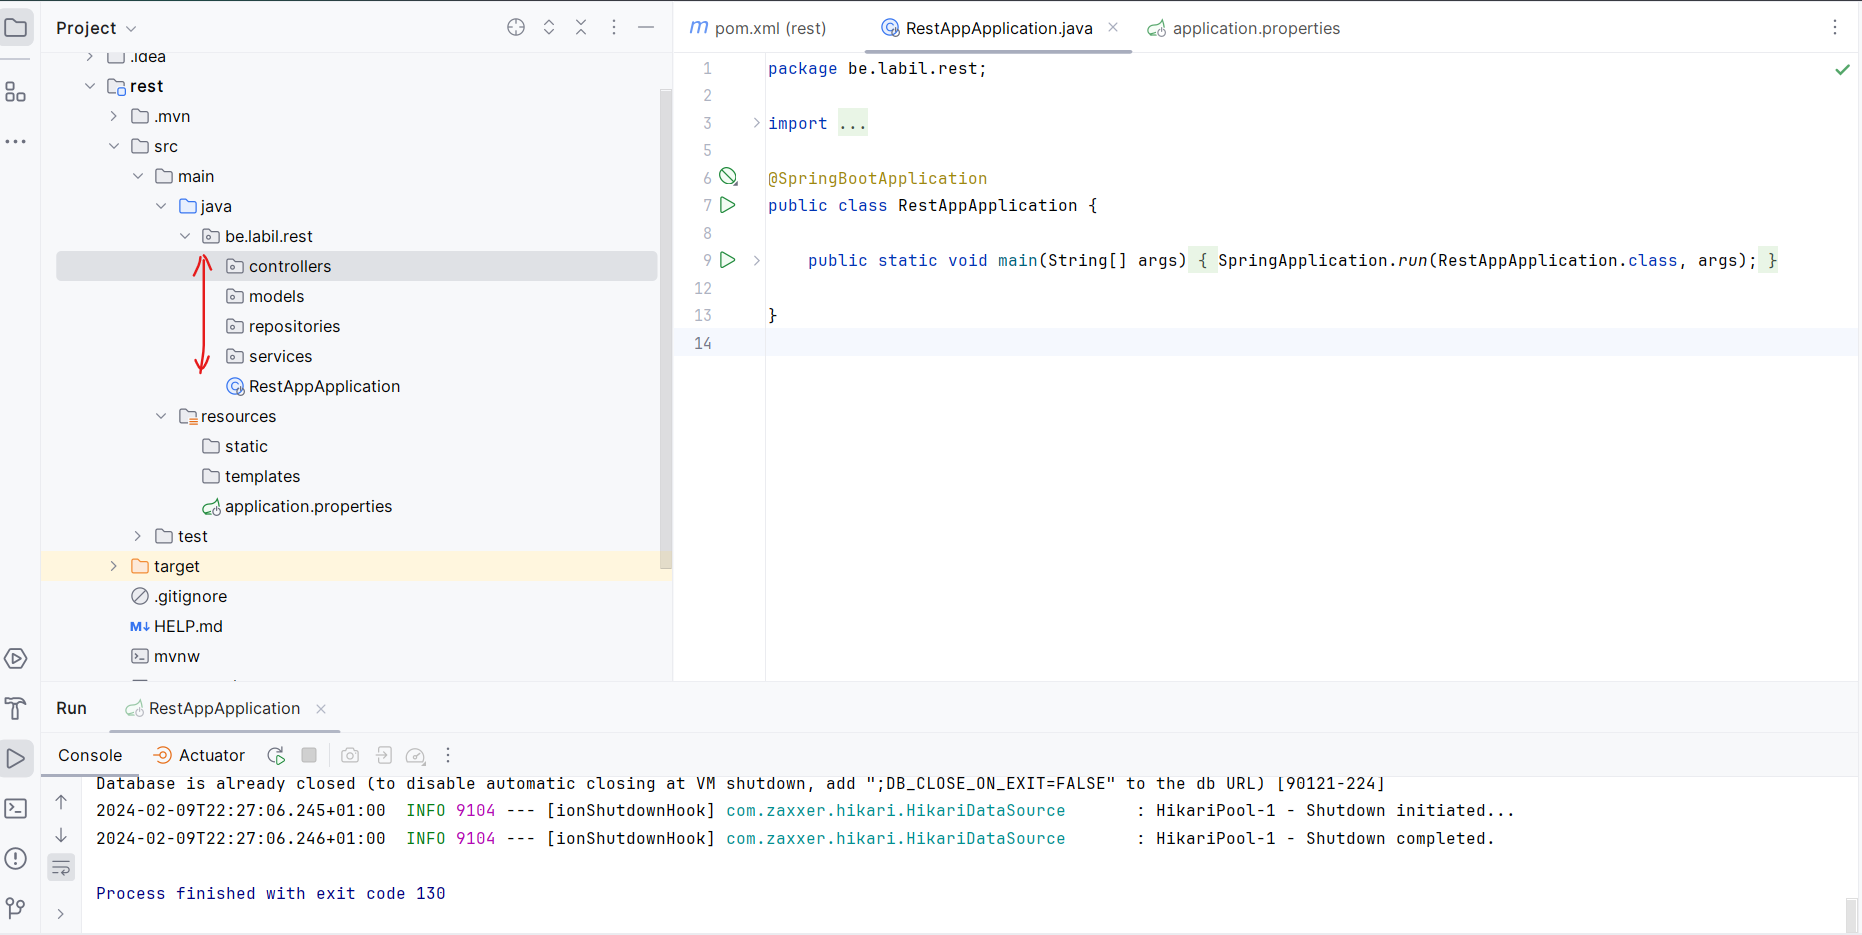 Project
pom.xml (rest)
RestAppApplication.java
application.properties
.idea
rest
.mvn
src
main
java
be.labil.rest
controllers
models
repositories
services
RestAppApplication
resources
static
templates
application.properties
test
target
.gitignore
M↓ HELP.md
mvnw
1 package be.labil.rest;
2
3 import ...
5
6 @SpringBootApplication
7 public class RestAppApplication {
8
9 public static void main(String[] args) { SpringApplication.run(RestAppApplication.class, args); }
12
13 }
14
Run RestAppApplication
Console Actuator
Database is already closed (to disable automatic closing at VM shutdown, add ";DB_CLOSE_ON_EXIT=FALSE" to the db URL) [90121-224]
2024-02-09T22:27:06.245+01:00 INFO 9104 --- [ionShutdownHook] com.zaxxer.hikari.HikariDataSource : HikariPool-1 - Shutdown initiated...
2024-02-09T22:27:06.246+01:00 INFO 9104 --- [ionShutdownHook] com.zaxxer.hikari.HikariDataSource : HikariPool-1 - Shutdown completed.
Process finished with exit code 130